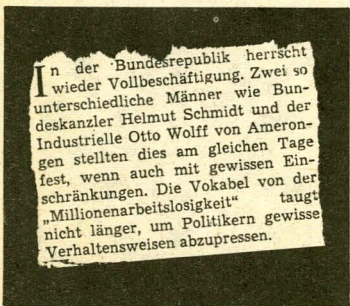 In der Bundesrepublik herrscht
wieder Vollbeschäftigung. Zwei so
unterschiedliche Männer wie Bun-
deskanzler Helmut Schmidt und der
Industrielle Otto Wolff von Ameron-
gen stellten dies am gleichen Tage
fest, wenn auch mit gewissen Ein-
schränkungen. Die Vokabel von der
„Millionenarbeitslosigkeit“ taugt
nicht länger, um Politikern gewisse
Verhaltensweisen abzupressen.